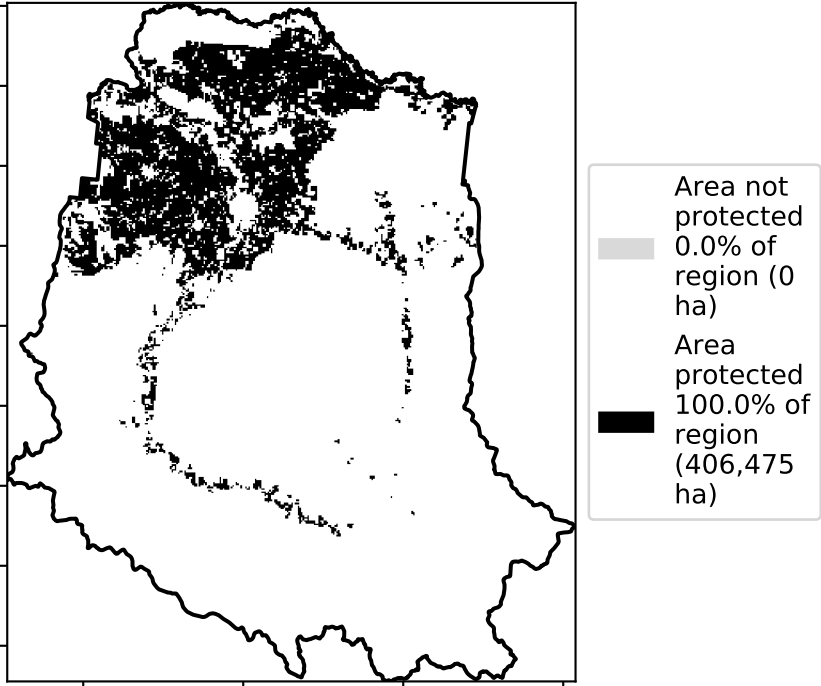 Area not
protected
0.0% of
region (0
ha)
Area
protected
100.0% of
region
(406,475
ha)